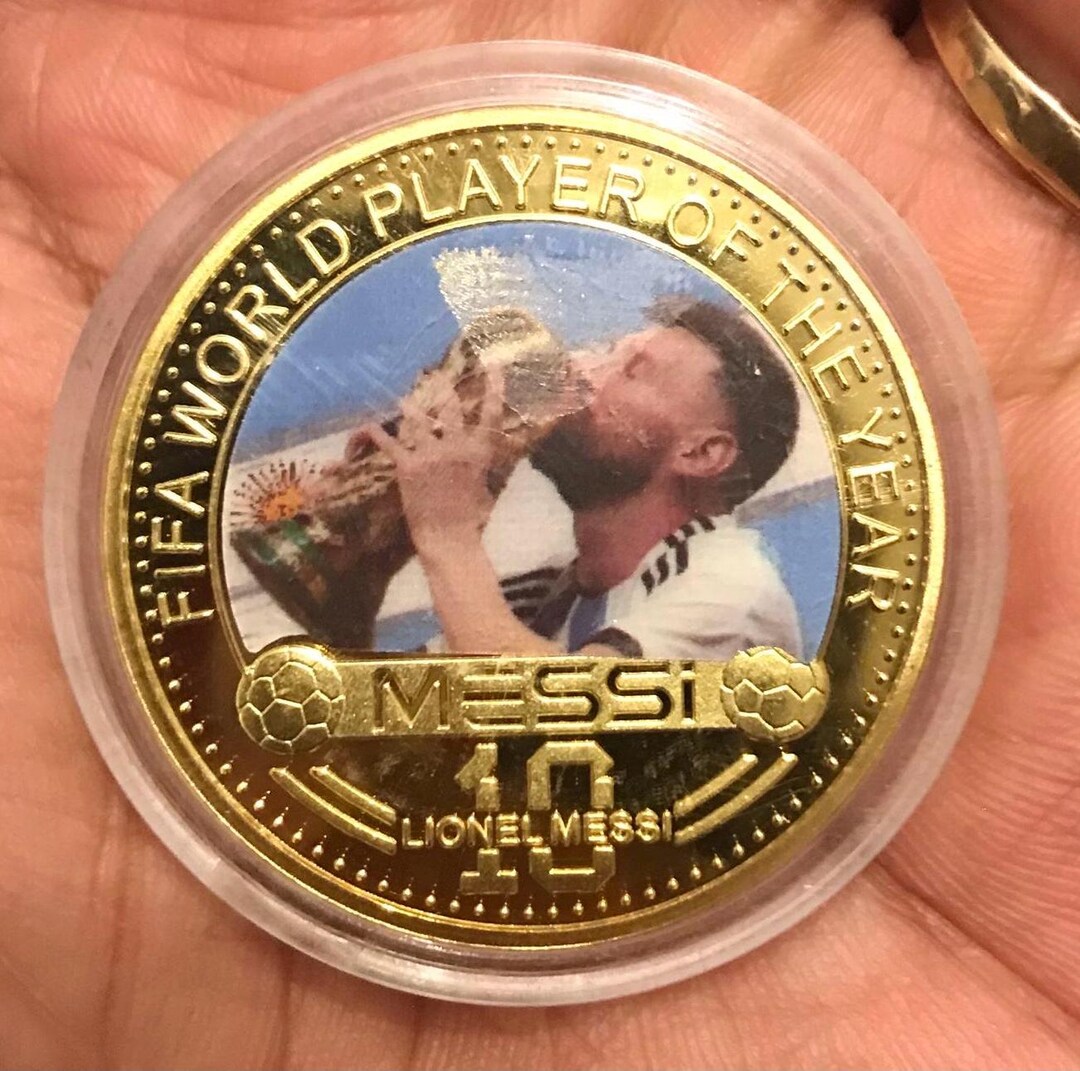 FIFA WORLD PLAYER OF THE YEAR
MESSi
10
LIONEL MESSI